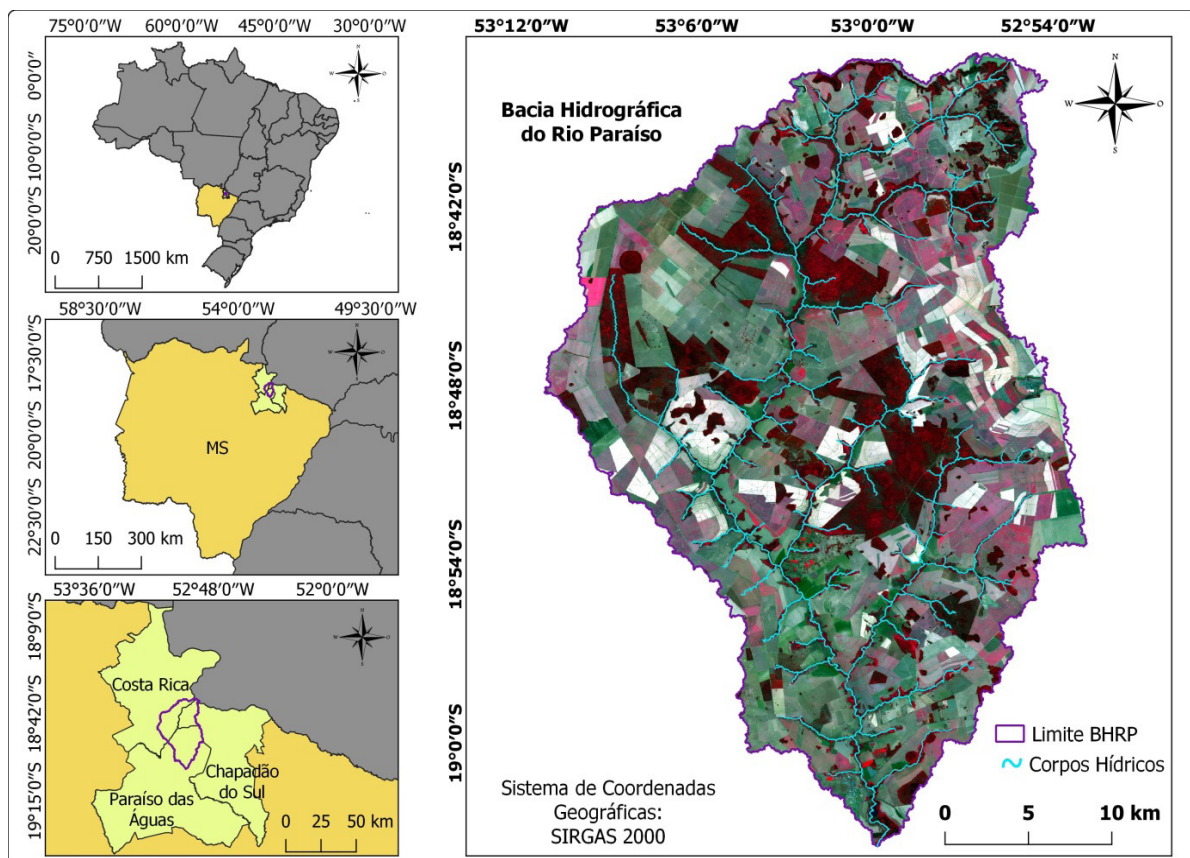 75°0'0"W 60°0'0"W 45°0'0"W 30°0'0"W
0°0'0"
10°0'0"S
20°0'0"S
N
W O
S
0 750 1500 km
58°30'0"W 54°0'0"W 49°30'0"W
17°30'0"S
20°0'0"S
22°30'0"S
N
W O
S
MS
0 150 300 km
53°36'0"W 52°48'0"W 52°0'0"W
18°9'0"S
18°42'0"S
19°15'0"S
N
W O
S
Costa Rica
Chapadão
do Sul
Paraíso das
Águas
0 25 50 km
53°12'0"W 53°6'0"W 53°0'0"W 52°54'0"W
18°42'0"S
18°48'0"S
18°54'0"S
19°0'0"S
Bacia Hidrográfica
do Rio Paraíso
N
W O
S
Limite BHRP
Corpos Hídricos
Sistema de Coordenadas
Geográficas:
SIRGAS 2000
0 5 10 km